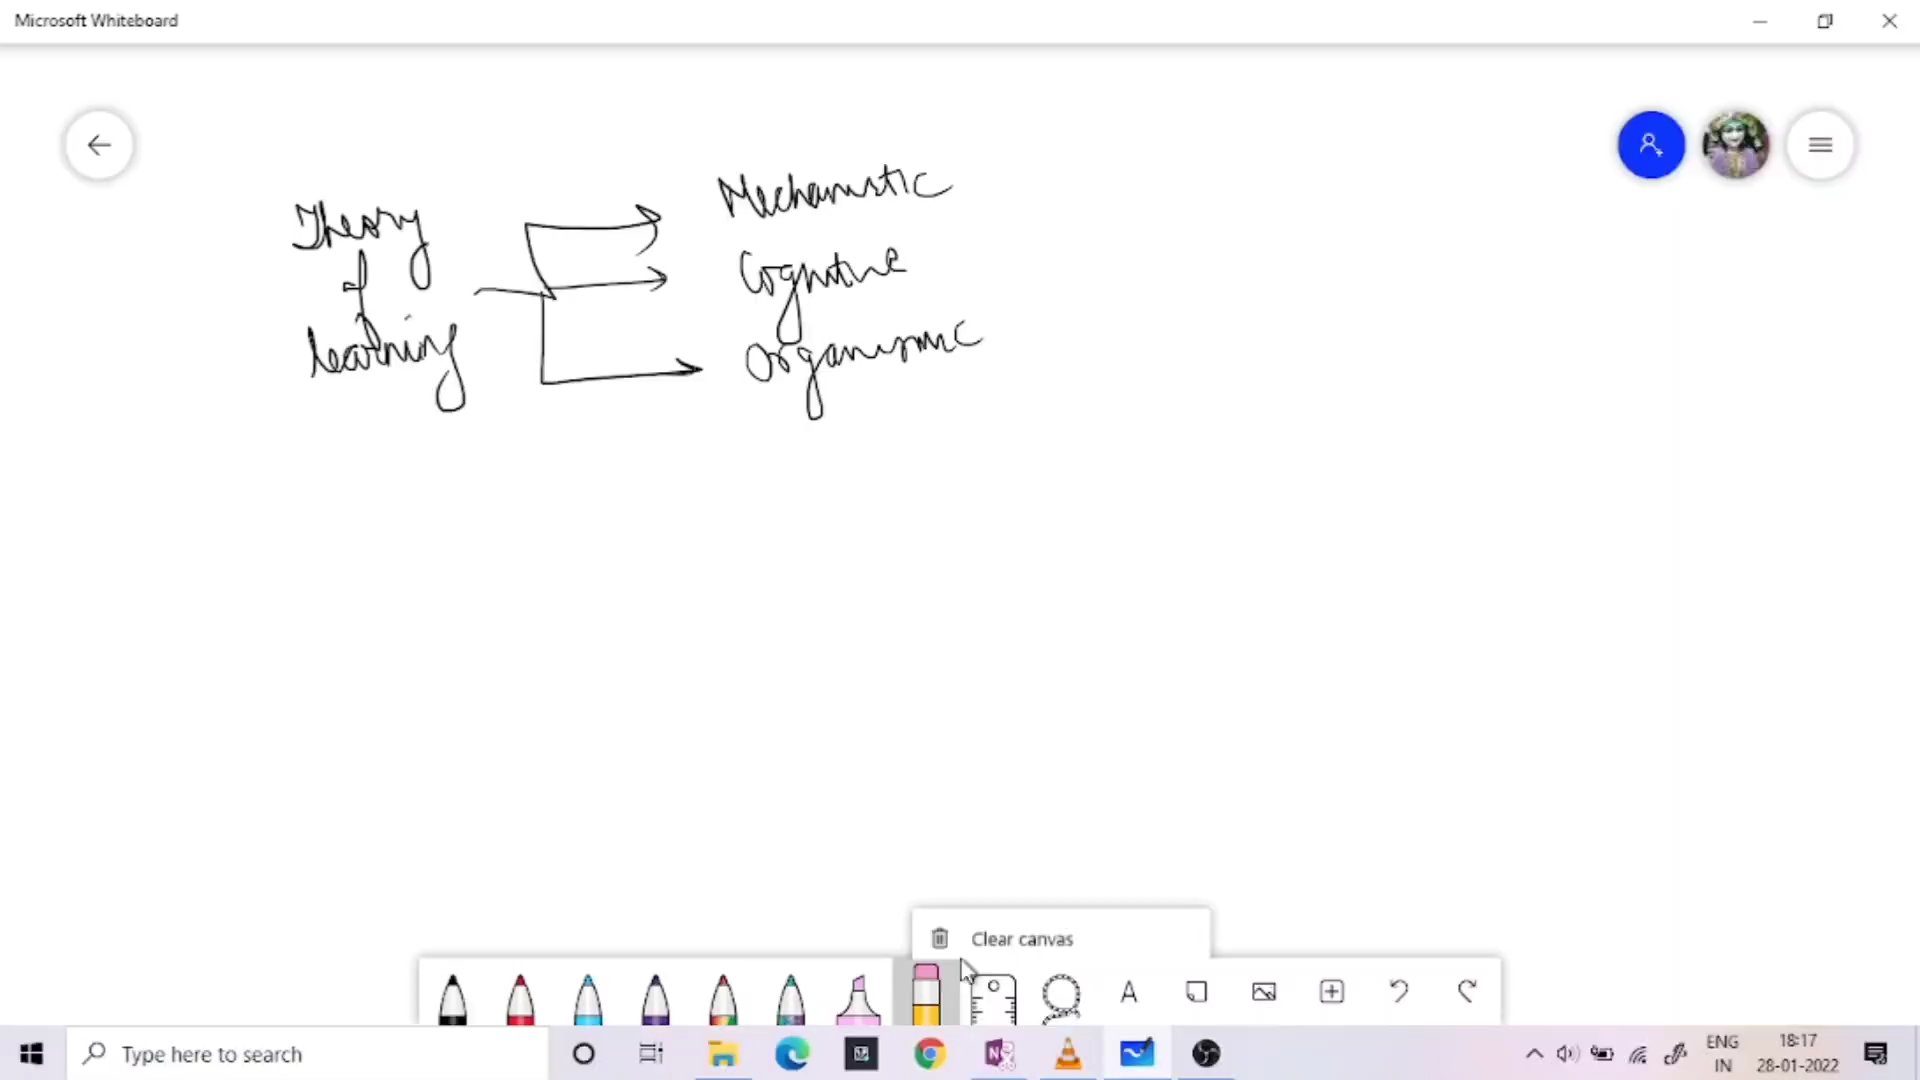 Microsoft Whiteboard
Theory
of
learning
Mechanistic
Cognitive
Organismic
Clear canvas
A
Type here to search
ENG
IN
18:17
28-01-2022